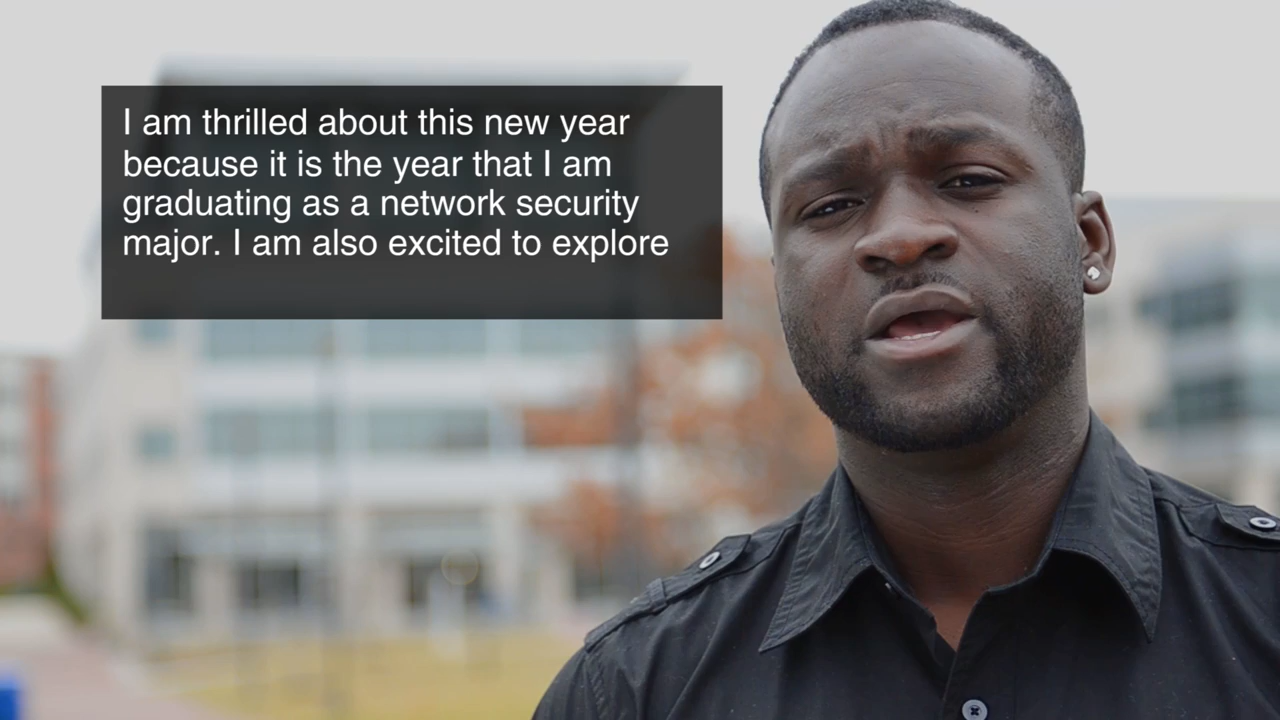 I am thrilled about this new year
because it is the year that I am
graduating as a network security
major. I am also excited to explore